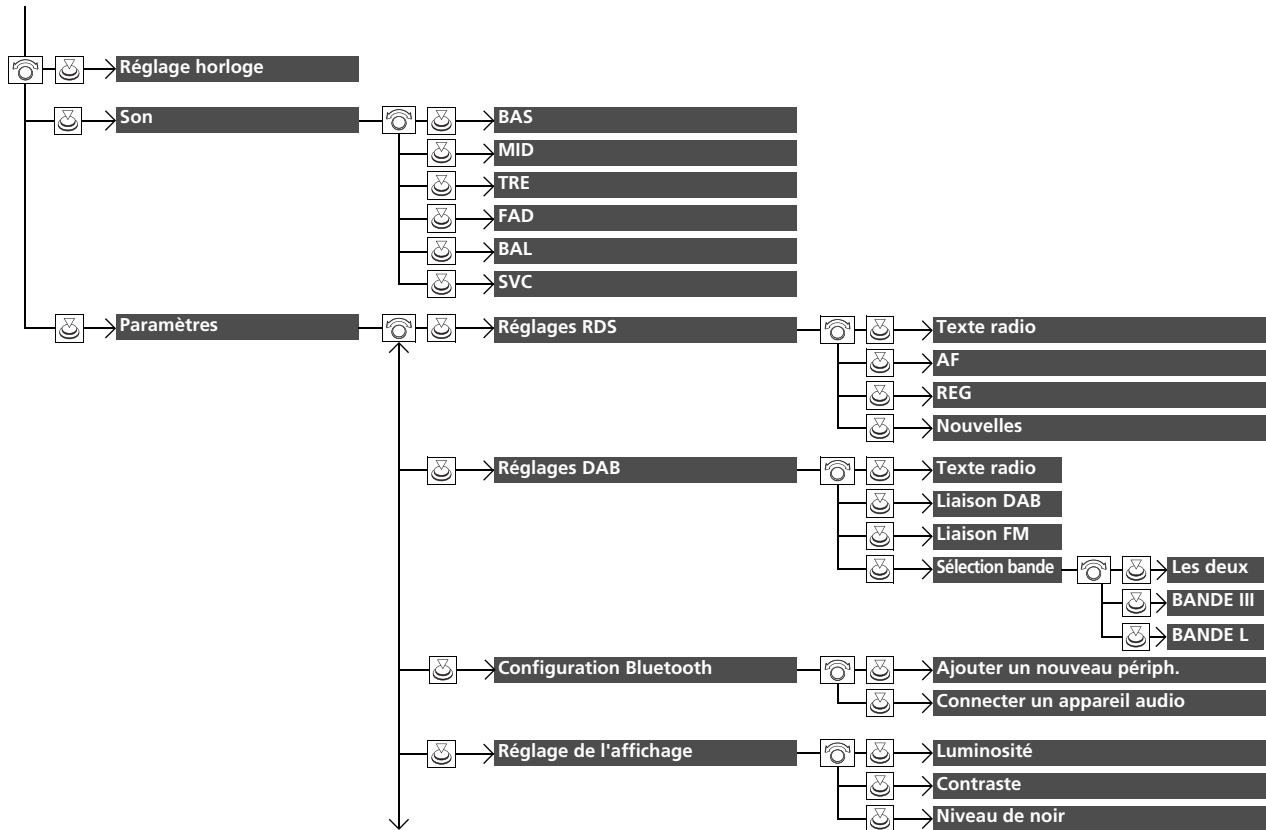 Réglage horloge
Son
BAS
MID
TRE
FAD
BAL
SVC
Paramètres
Réglages RDS
Texte radio
AF
REG
Nouvelles
Réglages DAB
Texte radio
Liaison DAB
Liaison FM
Sélection bande
Les deux
BANDE III
BANDE L
Configuration Bluetooth
Ajouter un nouveau périph.
Connecter un appareil audio
Réglage de l'affichage
Luminosité
Contraste
Niveau de noir